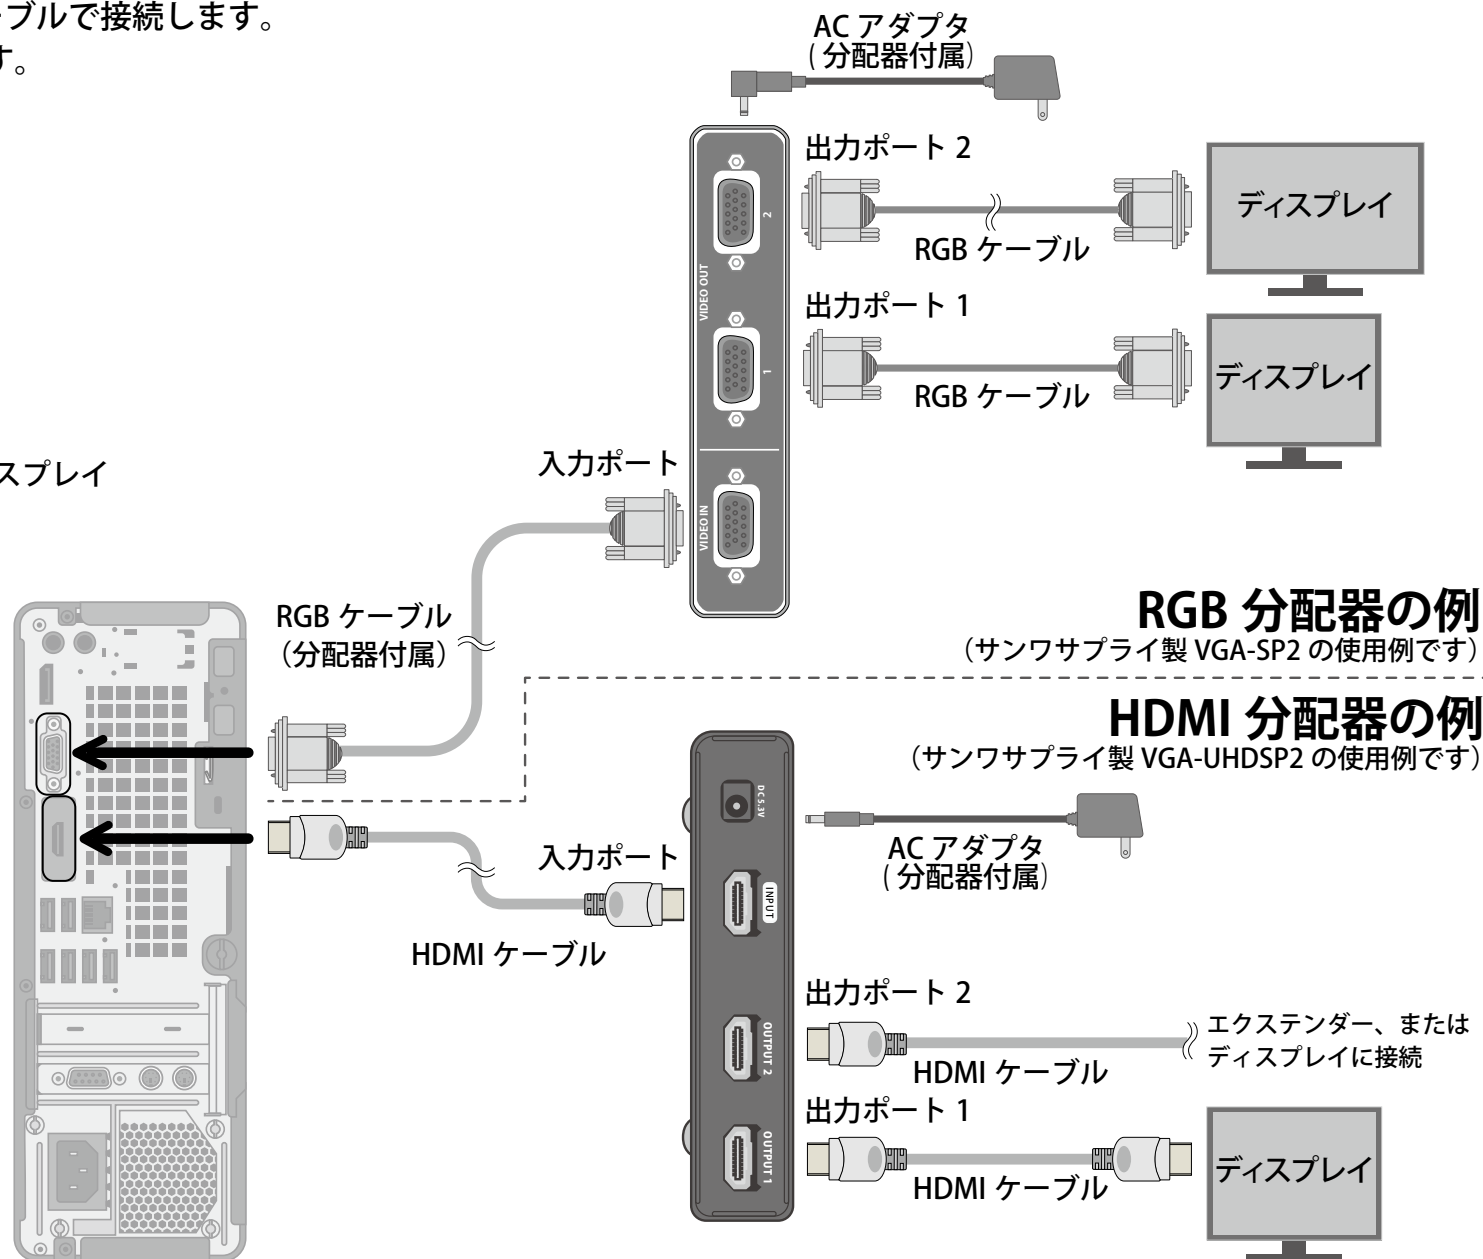 ーブルで接続します。
す。
スプレイ
AC アダプタ
( 分配器付属）
出力ポート 2
RGB ケーブル
ディスプレイ
出力ポート 1
RGB ケーブル
ディスプレイ
2
VIDEO OUT
1
VIDEO IN
入力ポート
RGB ケーブル
（分配器付属）
RGB 分配器の例
（サンワサプライ製 VGA-SP2 の使用例です）
HDMI 分配器の例
（サンワサプライ製 VGA-UHDSP2 の使用例です）
DC 5.3V
AC アダプタ
( 分配器付属）
入力ポート
INPUT
HDMI ケーブル
出力ポート 2
OUTPUT 2
HDMI ケーブル
エクステンダー、または
ディスプレイに接続
出力ポート 1
OUTPUT 1
HDMI ケーブル
ディスプレイ